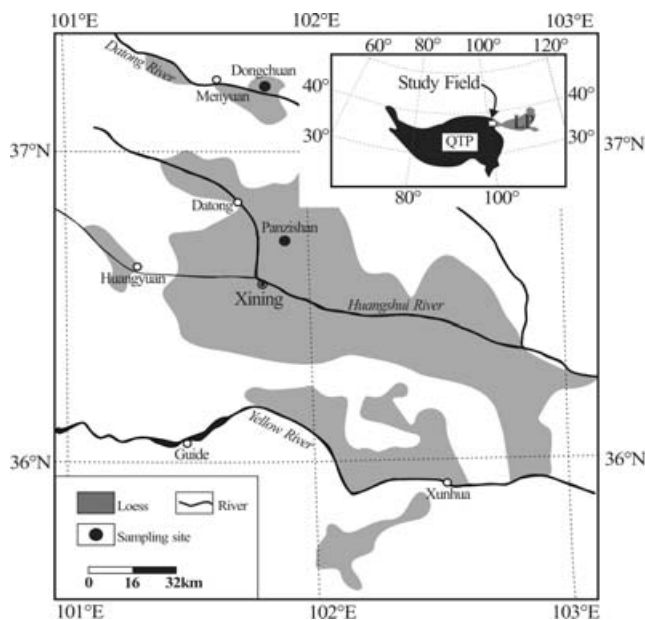 101°E
102°E
103°E
60°
80°
100°
120°
40°
40°
30°
30°
80°
100°
Study Field
LP
QTP
Datong River
Dongchuan
Menyuan
37°N
37°N
Datong
Panzishan
Huangyuan
Xining
Huangshui River
Yellow River
Guide
36°N
36°N
Xunhua
Loess
River
Sampling site
0 16 32km
101°E
102°E
103°E